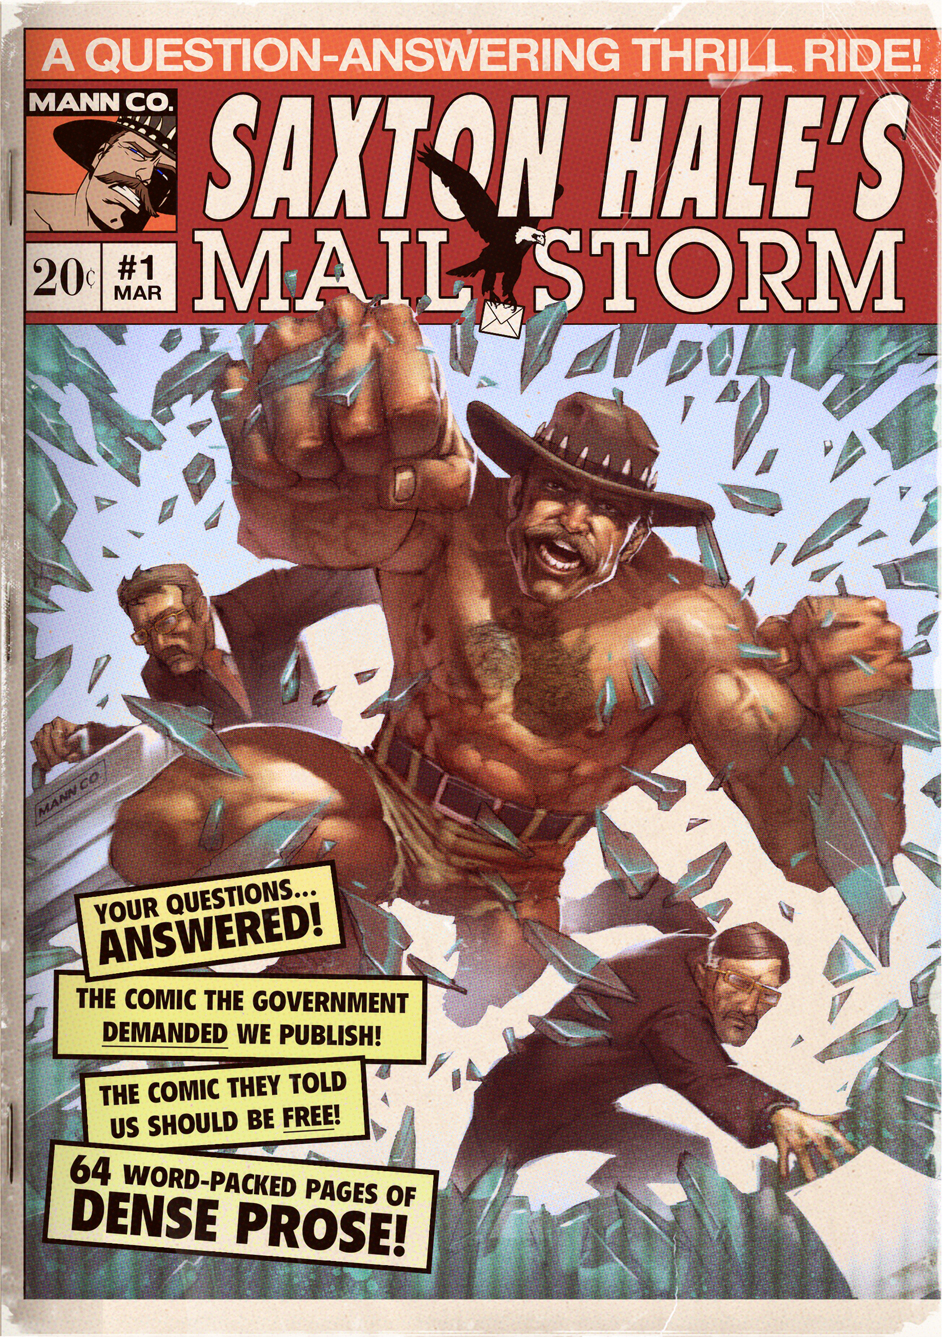 A QUESTION-ANSWERING THRILL RIDE!
MANN CO.
SAXTON HALE'S
MAIL STORM
20¢
#1
MAR
MANN CO.
YOUR QUESTIONS...
ANSWERED!
THE COMIC THE GOVERNMENT
DEMANDED WE PUBLISH!
THE COMIC THEY TOLD
US SHOULD BE FREE!
64 WORD-PACKED PAGES OF
DENSE PROSE!